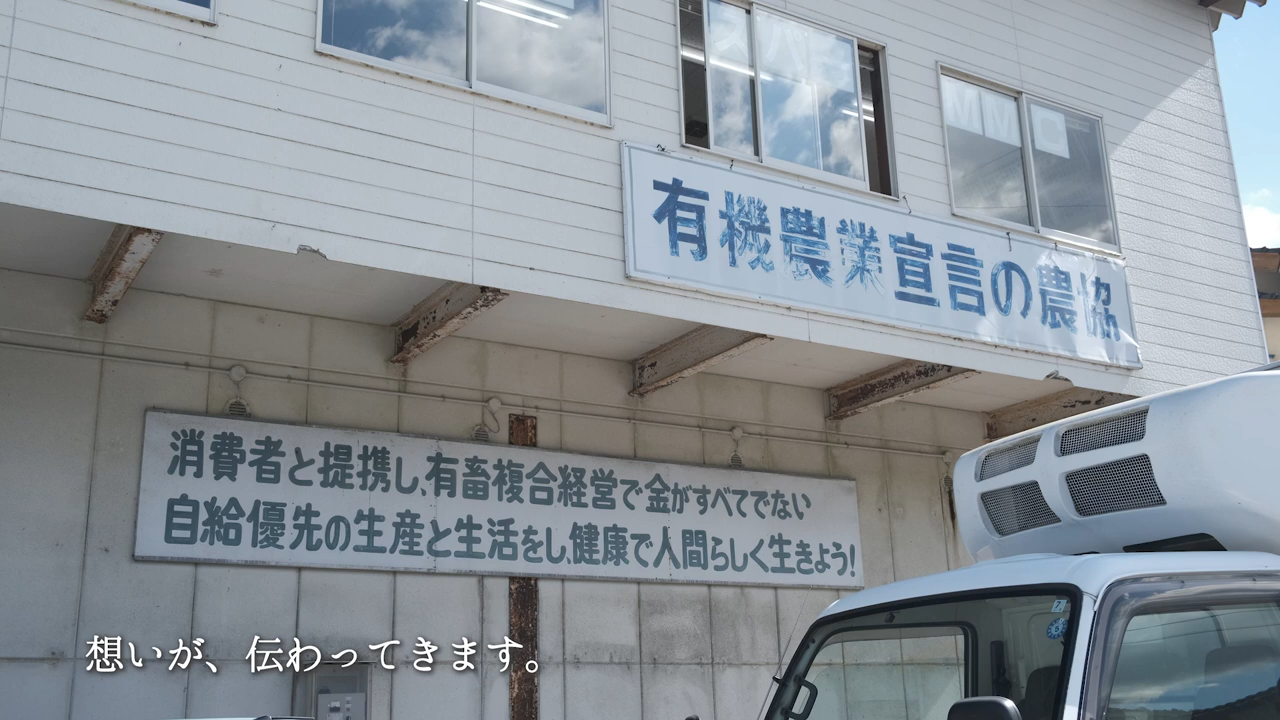 MMC
有機農業宣言の農協
消費者と提携し、有畜複合経営で金がすべてでない
自給優先の生産と生活をし、健康で人間らしく生きよう!
想いが、伝わってきます。